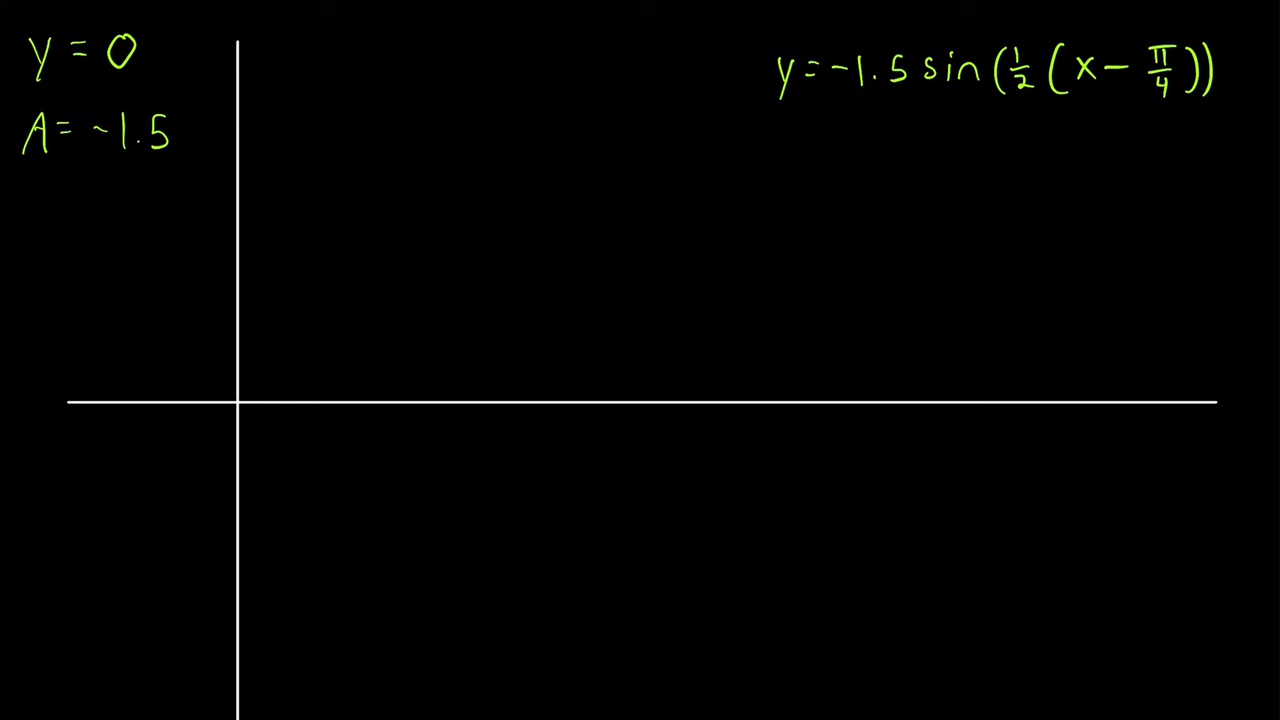 y = 0
y = -1.5 sin(1/2(x - π/4))
A = -1.5